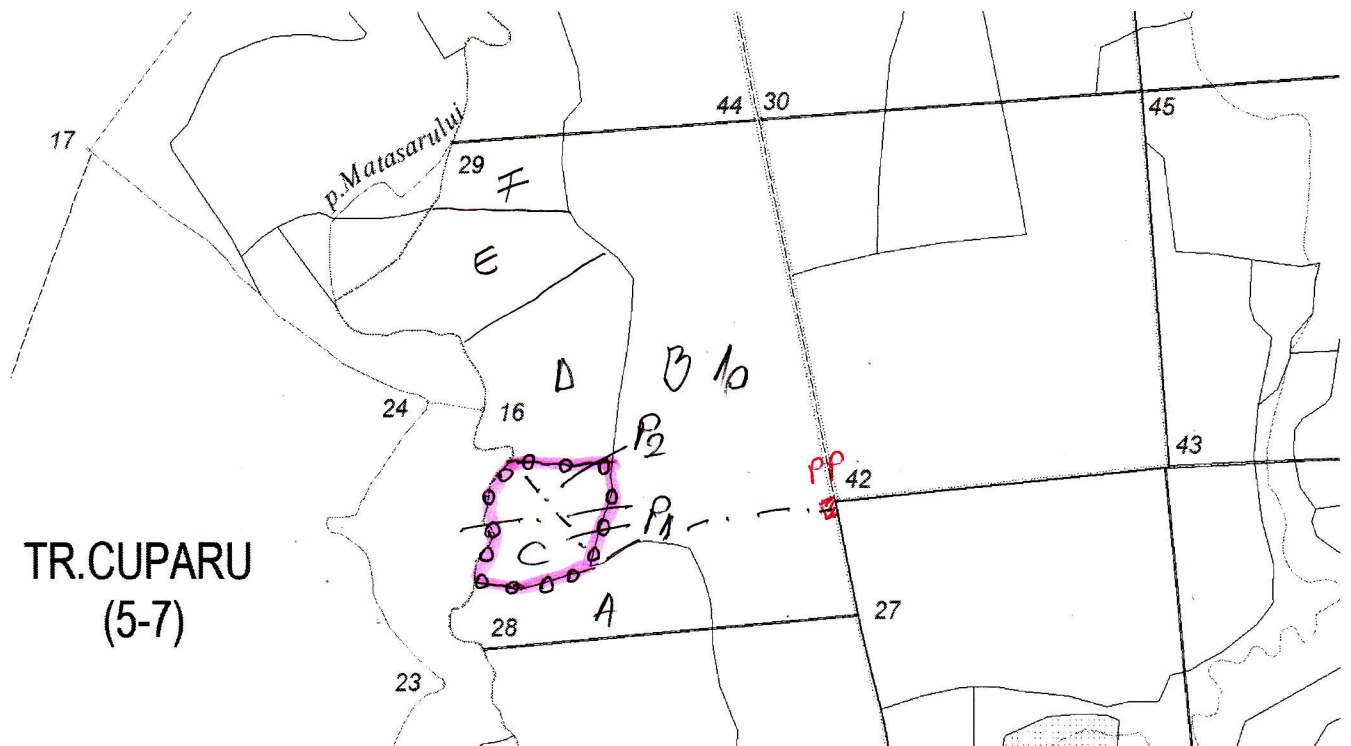 44 30
45
17
p.Matasarului
29
F
E
D
B 10
24
16
P2
PP
42
43
P1
C
TR.CUPARU
(5-7)
A
28
27
23